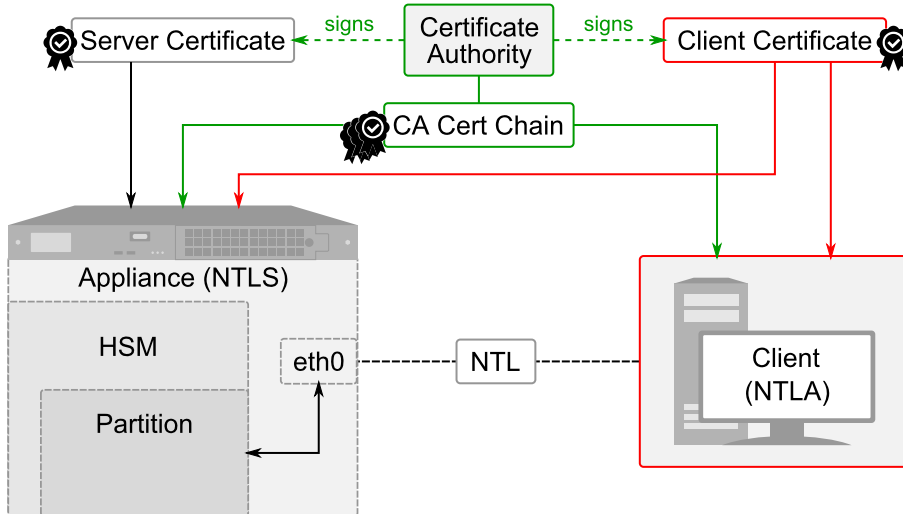 signs
signs
Server Certificate
Certificate
Authority
Client Certificate
CA Cert Chain
Appliance (NTLS)
HSM
eth0
NTL
Client
(NTLA)
Partition